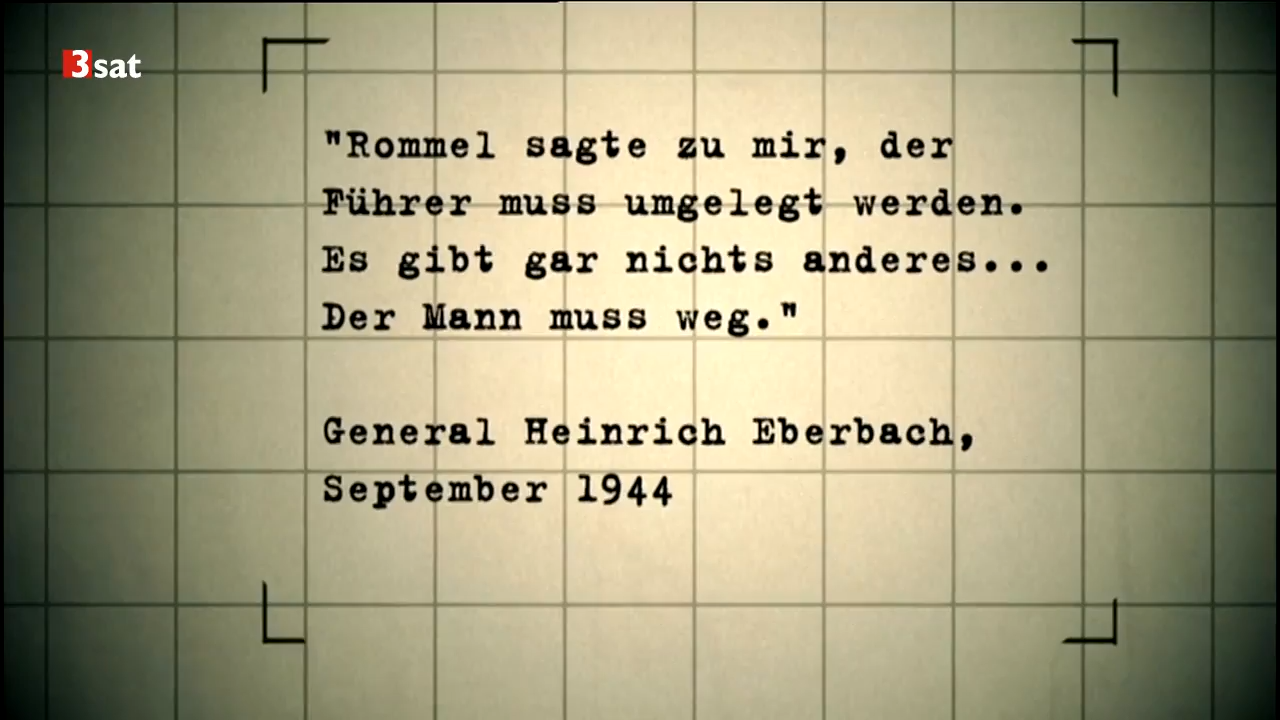 3sat
"Rommel sagte zu mir, der
Führer muss umgelegt werden.
Es gibt gar nichts anderes...
Der Mann muss weg."
General Heinrich Eberbach,
September 1944